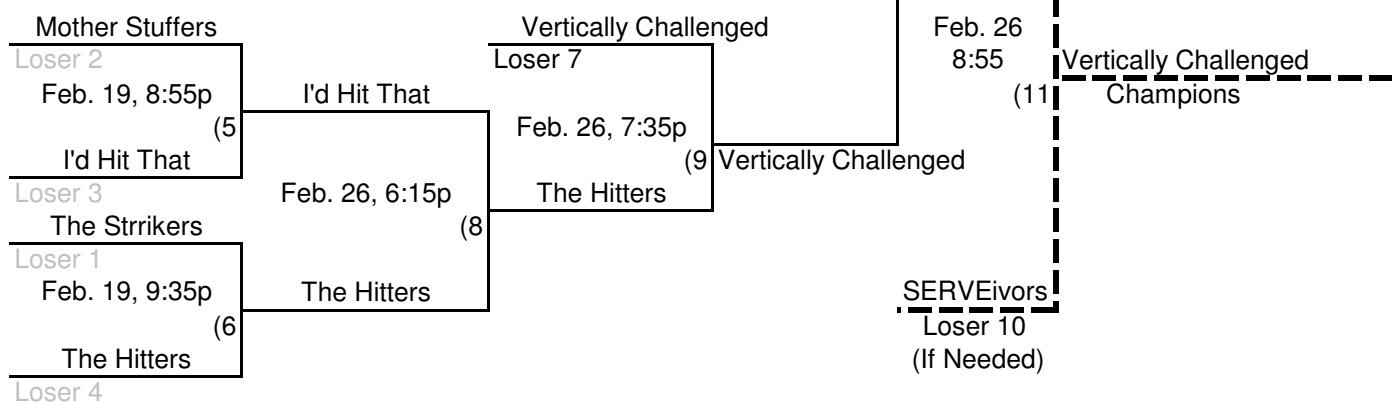 Mother Stuffers
Vertically Challenged
Feb. 26
Loser 2
Loser 7
8:55
Vertically Challenged
Feb. 19, 8:55p
I'd Hit That
(11
Champions
(5
Feb. 26, 7:35p
I'd Hit That
(9
Vertically Challenged
Loser 3
Feb. 26, 6:15p
The Hitters
The Strrikers
(8
Loser 1
Feb. 19, 9:35p
The Hitters
SERVEivors
(6
Loser 10
The Hitters
(If Needed)
Loser 4